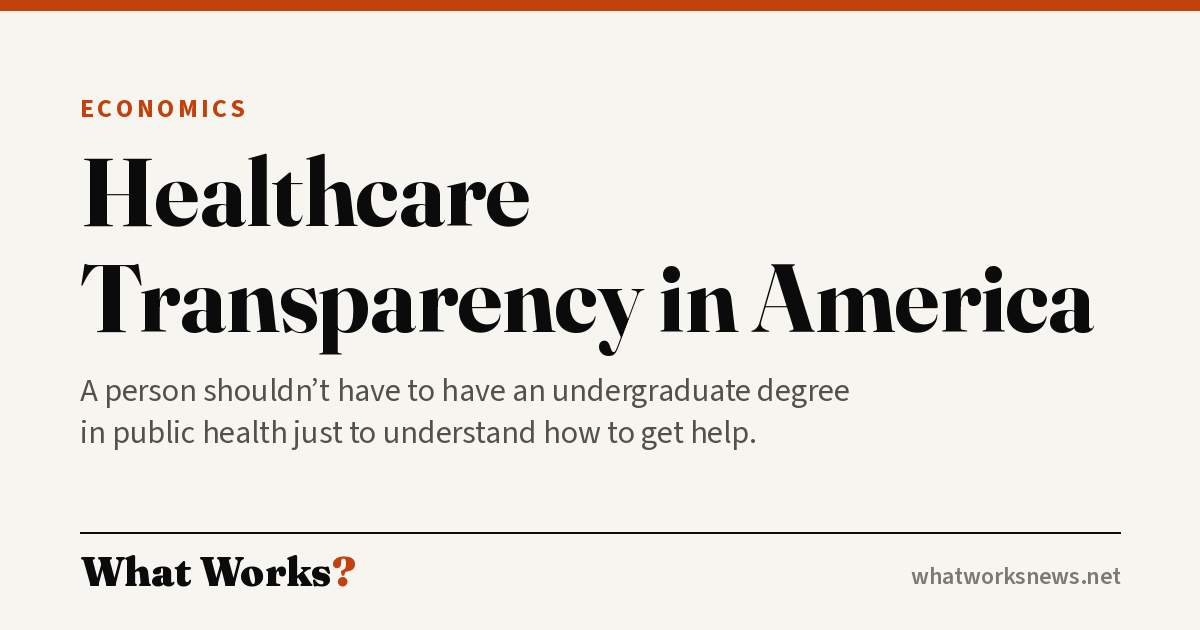 ECONOMICS
Healthcare
Transparency in America
A person shouldn’t have to have an undergraduate degree
in public health just to understand how to get help.
What Works?
whatworksnews.net